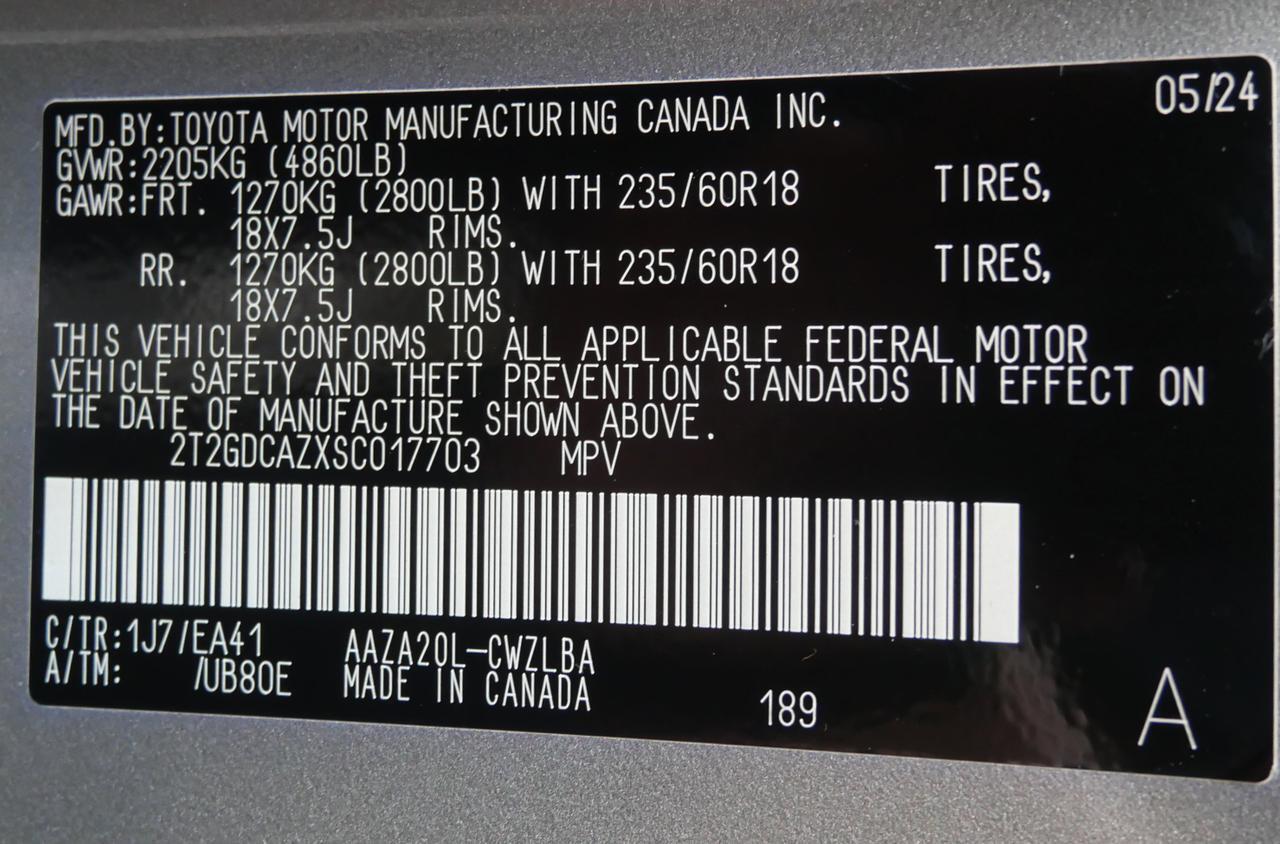 05/24
MFD.BY:TOYOTA MOTOR MANUFACTURING CANADA INC.
GVWR:2205KG (4860LB)
GAWR:FRT. 1270KG (2800LB) WITH 235/60R18 TIRES,
18X7.5J RIMS.
RR. 1270KG (2800LB) WITH 235/60R18 TIRES,
18X7.5J RIMS.
THIS VEHICLE CONFORMS TO ALL APPLICABLE FEDERAL MOTOR
VEHICLE SAFETY AND THEFT PREVENTION STANDARDS IN EFFECT ON
THE DATE OF MANUFACTURE SHOWN ABOVE.
2T2GDCAZXSC017703 MPV
C/TR:1J7/EA41 AAZA20L-CWZLBA
A/TM: /UB80E MADE IN CANADA
189
A